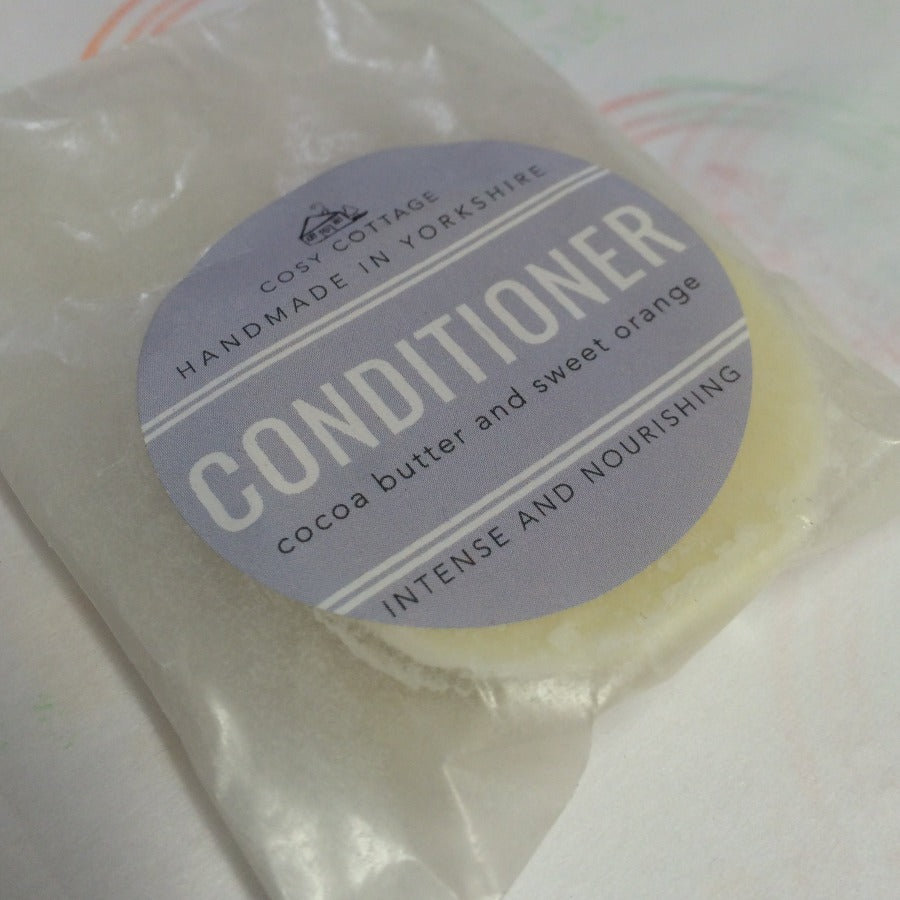 COSY COTTAGE
HANDMADE IN YORKSHIRE
CONDITIONER
cocoa butter and sweet orange
INTENSE AND NOURISHING